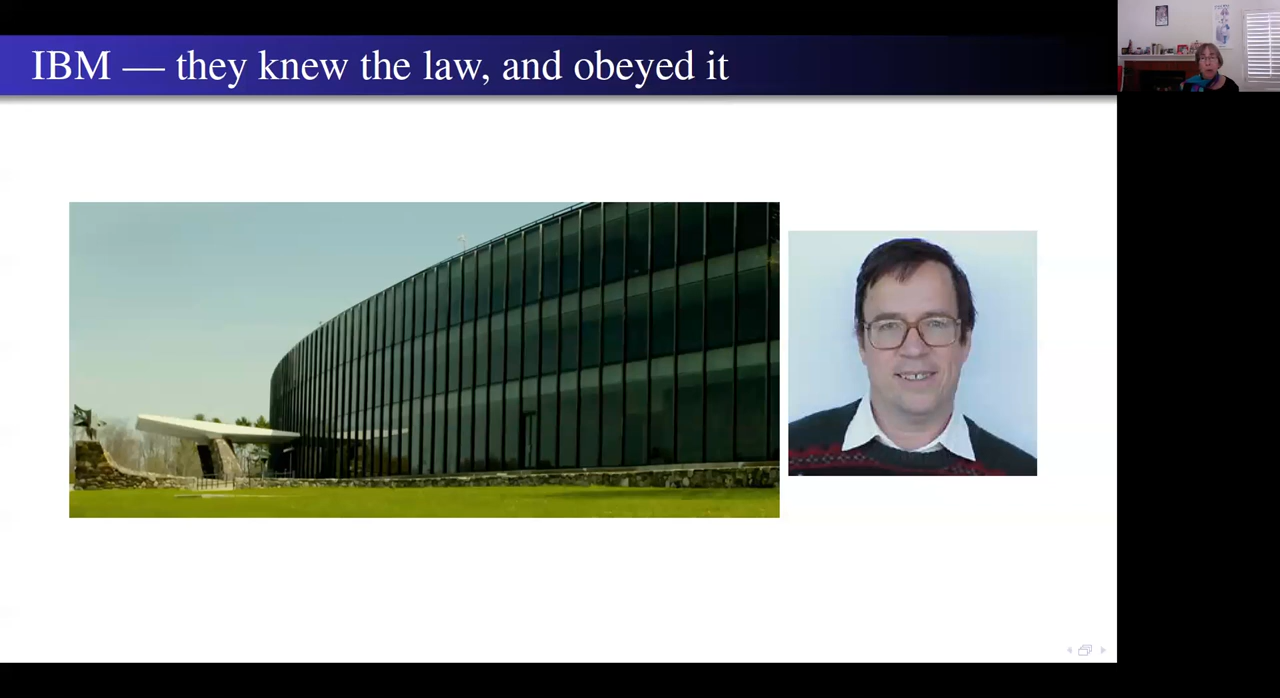 IBM — they knew the law, and obeyed it